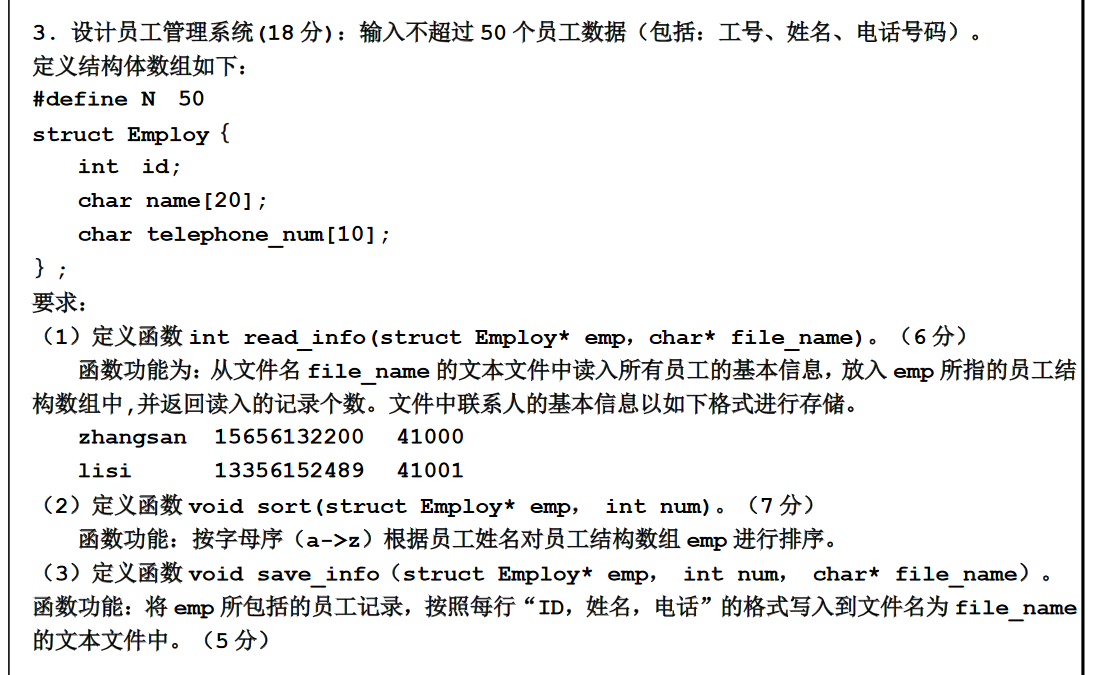 3. 设计员工管理系统(18 分): 输入不超过 50 个员工数据（包括: 工号、姓名、电话号码）。
定义结构体数组如下:
#define N  50
struct Employ {
    int  id;
    char name[20];
    char telephone_num[10];
} ;
要求:
（1）定义函数 int read_info(struct Employ* emp, char* file_name)。（6 分）
函数功能为: 从文件名 file_name 的文本文件中读入所有员工的基本信息, 放入 emp 所指的员工结
构数组中,并返回读入的记录个数。文件中联系人的基本信息以如下格式进行存储。
zhangsan  15656132200  41000
lisi      13356152489  41001
（2）定义函数 void sort(struct Employ* emp,  int num)。（7 分）
函数功能: 按字母序（a->z）根据员工姓名对员工结构数组 emp 进行排序。
（3）定义函数 void save_info（struct Employ* emp,  int num,  char* file_name）。
函数功能: 将 emp 所包括的员工记录, 按照每行“ID, 姓名, 电话”的格式写入到文件名为 file_name
的文本文件中。（5 分）